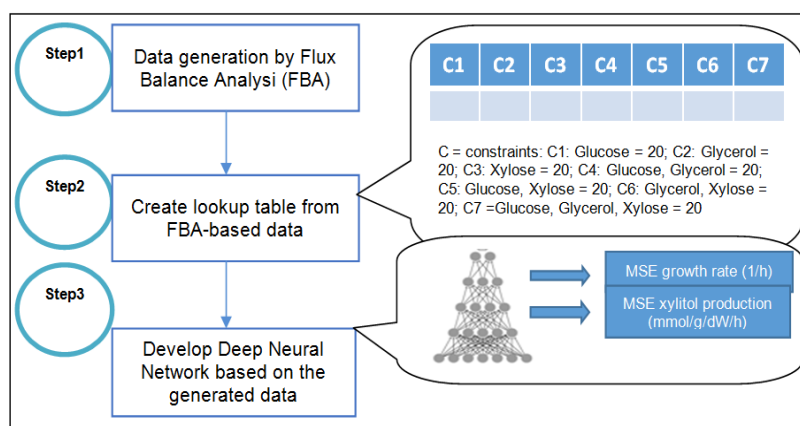 Step1
Data generation by Flux
Balance Analysi (FBA)
C1 C2 C3 C4 C5 C6 C7
C = constraints: C1: Glucose = 20; C2: Glycerol =
20; C3: Xylose = 20; C4: Glucose, Glycerol = 20;
C5: Glucose, Xylose = 20; C6: Glycerol, Xylose =
20; C7 =Glucose, Glycerol, Xylose = 20
Step2
Create lookup table from
FBA-based data
Step3
Develop Deep Neural
Network based on the
generated data
MSE growth rate (1/h)
MSE xylitol production
(mmol/g/dW/h)